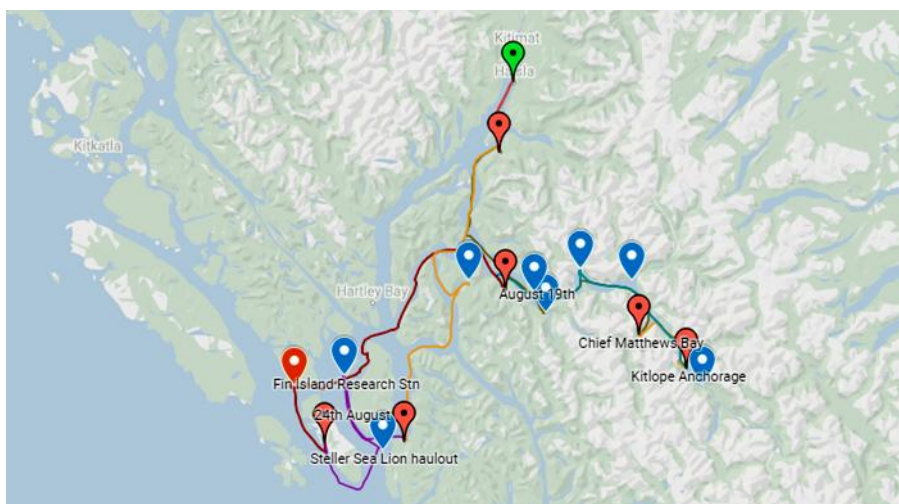 Kitimat
Haisla
Kitkatla
Hartley Bay
August 19th
Chief Matthews Bay
Kitlope Anchorage
Fin Island Research Stn
24th August
Steller Sea Lion haulout